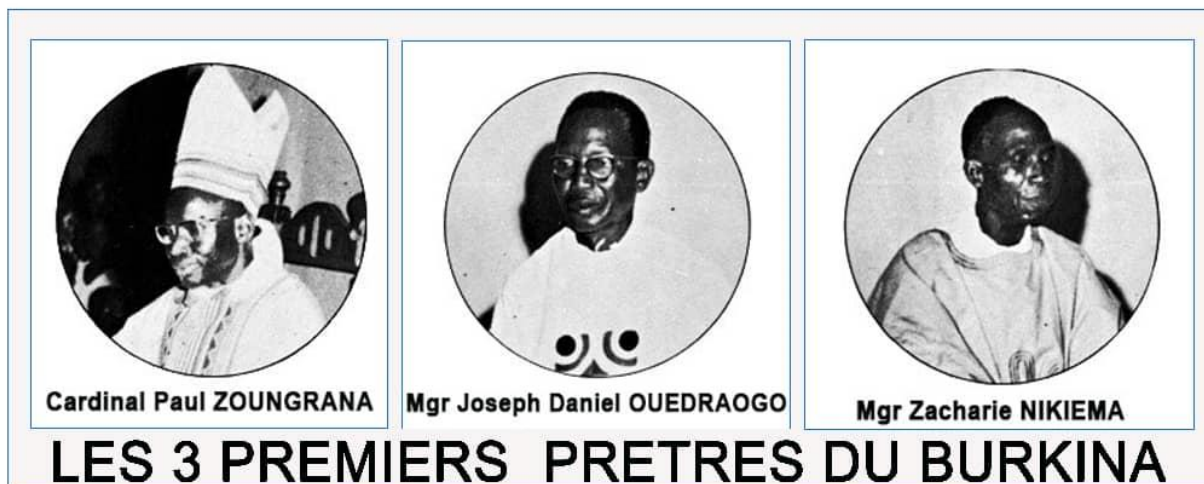 Cardinal Paul ZOUNGRANA
Mgr Joseph Daniel OUEDRAOGO
Mgr Zacharie NIKIEMA
LES 3 PREMIERS PRETRES DU BURKINA